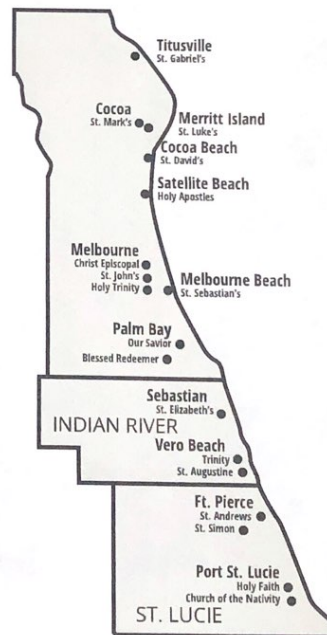 Titusville
St. Gabriel's
Cocoa
St. Mark's
Merritt Island
St. Luke's
Cocoa Beach
St. David's
Satellite Beach
Holy Apostles
Melbourne
Christ Episcopal
St. John's
Holy Trinity
Melbourne Beach
St. Sebastian's
Palm Bay
Our Savior
Blessed Redeemer
Sebastian
St. Elizabeth's
INDIAN RIVER
Vero Beach
Trinity
St. Augustine
Ft. Pierce
St. Andrews
St. Simon
Port St. Lucie
Holy Faith
Church of the Nativity
ST. LUCIE